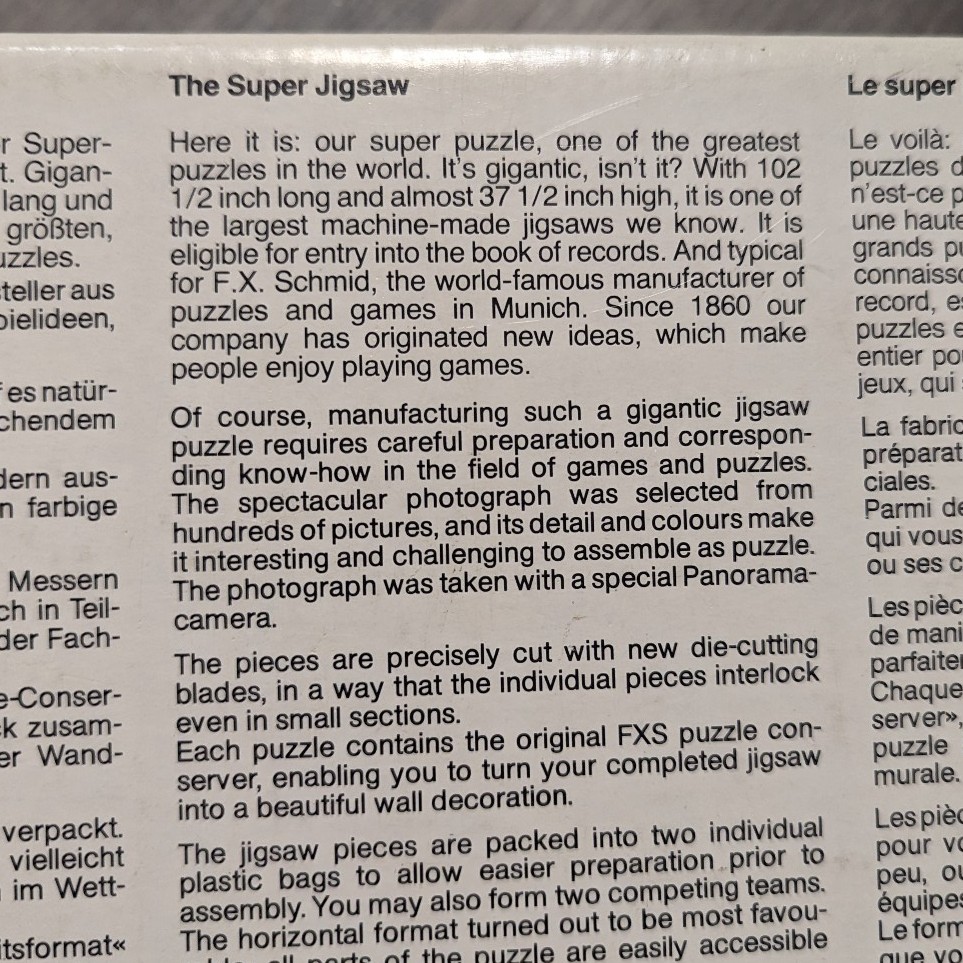 r Super-
t. Gigan-
lang und
größten,
uzzles.
teller aus
pielideen,
es natür-
chendem
dern aus-
n farbige
Messern
ch in Teil-
der Fach-
e-Conser-
k zusam-
er Wand-
verpackt.
vielleicht
im Wett-
itsformat«
The Super Jigsaw
Here it is: our super puzzle, one of the greatest
puzzles in the world. It's gigantic, isn't it? With 102
1/2 inch long and almost 37 1/2 inch high, it is one of
the largest machine-made jigsaws we know. It is
eligible for entry into the book of records. And typical
for F.X. Schmid, the world-famous manufacturer of
puzzles and games in Munich. Since 1860 our
company has originated new ideas, which make
people enjoy playing games.
Of course, manufacturing such a gigantic jigsaw
puzzle requires careful preparation and correspon-
ding know-how in the field of games and puzzles.
The spectacular photograph was selected from
hundreds of pictures, and its detail and colours make
it interesting and challenging to assemble as puzzle.
The photograph was taken with a special Panorama-
camera.
The pieces are precisely cut with new die-cutting
blades, in a way that the individual pieces interlock
even in small sections.
Each puzzle contains the original FXS puzzle con-
server, enabling you to turn your completed jigsaw
into a beautiful wall decoration.
The jigsaw pieces are packed into two individual
plastic bags to allow easier preparation prior to
assembly. You may also form two competing teams.
The horizontal format turned out to be most favou-
all parts of the puzzle are easily accessible
Le super
Le voilà:
puzzles d
n'est-ce p
une haute
grands pu
connaisso
record, es
puzzles e
entier po
jeux, qui
La fabric
préparat
ciales.
Parmi de
qui vous
ou ses c
Les pièc
de mani
parfaite
Chaque
server»,
puzzle
murale.
Les pièc
pour vo
peu, ou
équipes
Le form
que vo